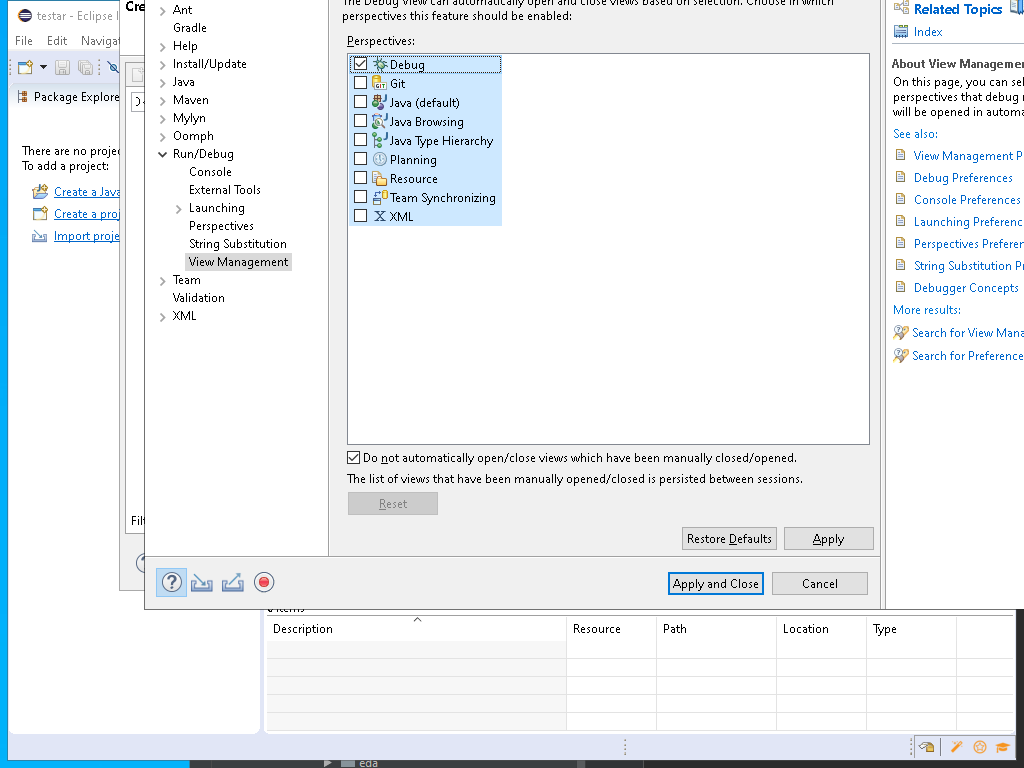 testar - Eclipse I
File Edit Navigat
Package Explore
There are no projec
To add a project:
Create a Java
Create a proj
Import proje
Cre
Filt
Ant
Gradle
Help
Install/Update
Java
Maven
Mylyn
Oomph
Run/Debug
Console
External Tools
Launching
Perspectives
String Substitution
View Management
Team
Validation
XML
The Debug View can automatically open and close views based on selection. Choose in which
perspectives this feature should be enabled:
Perspectives:
Debug
Git
Java (default)
Java Browsing
Java Type Hierarchy
Planning
Resource
Team Synchronizing
XML
Do not automatically open/close views which have been manually closed/opened.
The list of views that have been manually opened/closed is persisted between sessions.
Reset
Restore Defaults
Apply
Apply and Close
Cancel
Related Topics
Index
About View Managemen
On this page, you can sel
perspectives that debug
will be opened in automa
See also:
View Management P
Debug Preferences
Console Preferences
Launching Preferenc
Perspectives Preferen
String Substitution Pr
Debugger Concepts
More results:
Search for View Mana
Search for Preference
items
Description Resource Path Location Type
eda